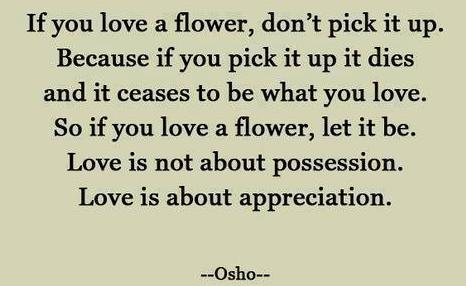 If you love a flower, don't pick it up.
Because if you pick it up it dies
and it ceases to be what you love.
So if you love a flower, let it be.
Love is not about possession.
Love is about appreciation.
--Osho--